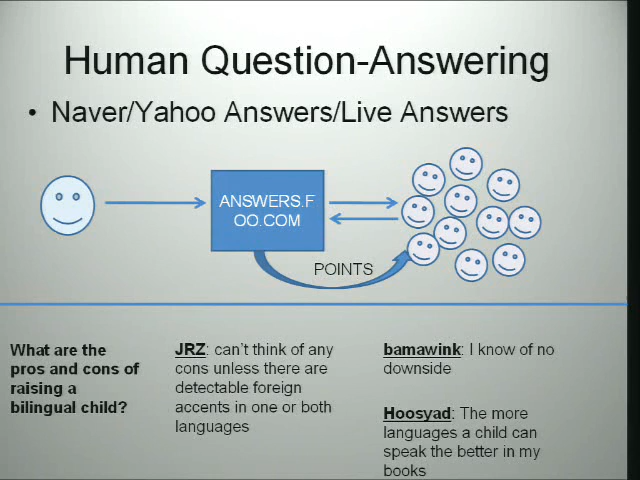 Human Question-Answering
• Naver/Yahoo Answers/Live Answers
ANSWERS.F
OO.COM
POINTS
What are the
pros and cons of
raising a
bilingual child?
JRZ: can't think of any
cons unless there are
detectable foreign
accents in one or both
languages
bamawink: I know of no
downside
Hoosyad: The more
languages a child can
speak the better in my
books